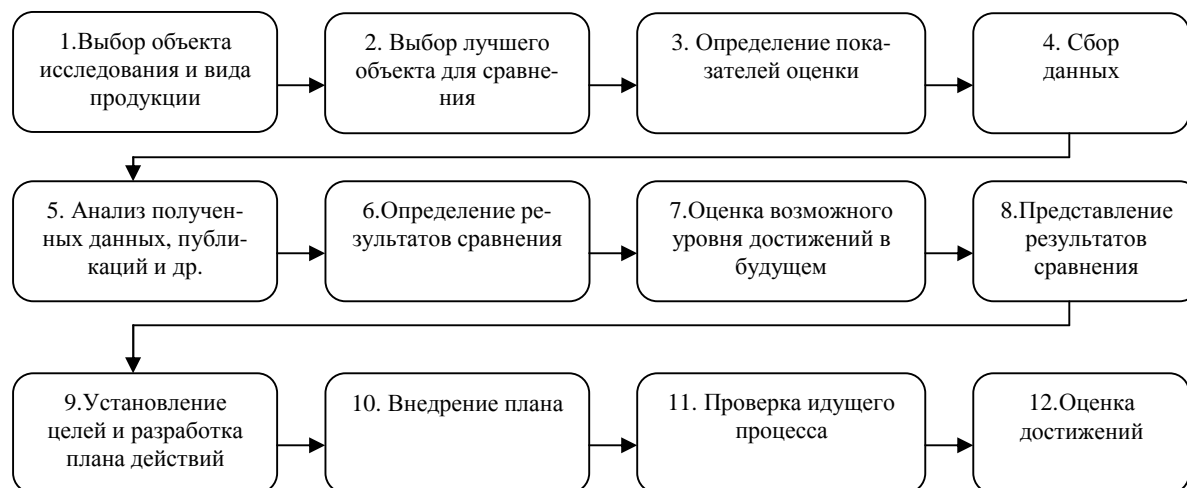 1.Выбор объекта
исследования и вида
продукции
2. Выбор лучшего
объекта для сравне-
ния
3. Определение пока-
зателей оценки
4. Сбор
данных
5. Анализ получен-
ных данных, публи-
каций и др.
6.Определение ре-
зультатов сравнения
7.Оценка возможного
уровня достижений в
будущем
8.Представление
результатов
сравнения
9.Установление
целей и разработка
плана действий
10. Внедрение плана
11. Проверка идущего
процесса
12.Оценка
достижений